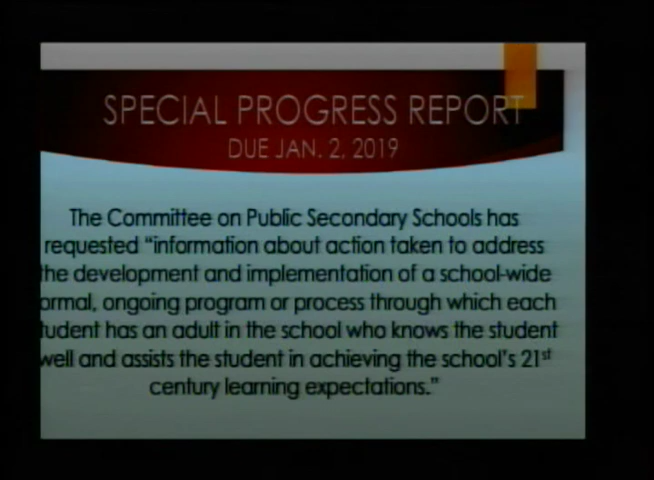 SPECIAL PROGRESS REPORT
DUE JAN. 2, 2019
The Committee on Public Secondary Schools has
requested “information about action taken to address
the development and implementation of a school-wide
ormal, ongoing program or process through which each
tudent has an adult in the school who knows the student
well and assists the student in achieving the school's 21st
century learning expectations.”